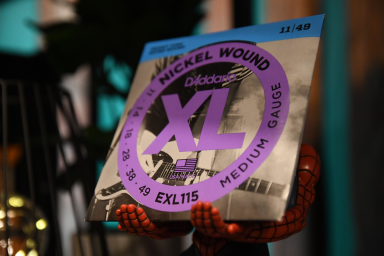 11/49
NICKEL WOUND
D'Addario
XL
11 · 14 · 18 · 28 · 38 · 49
EXL115
MEDIUM GAUGE